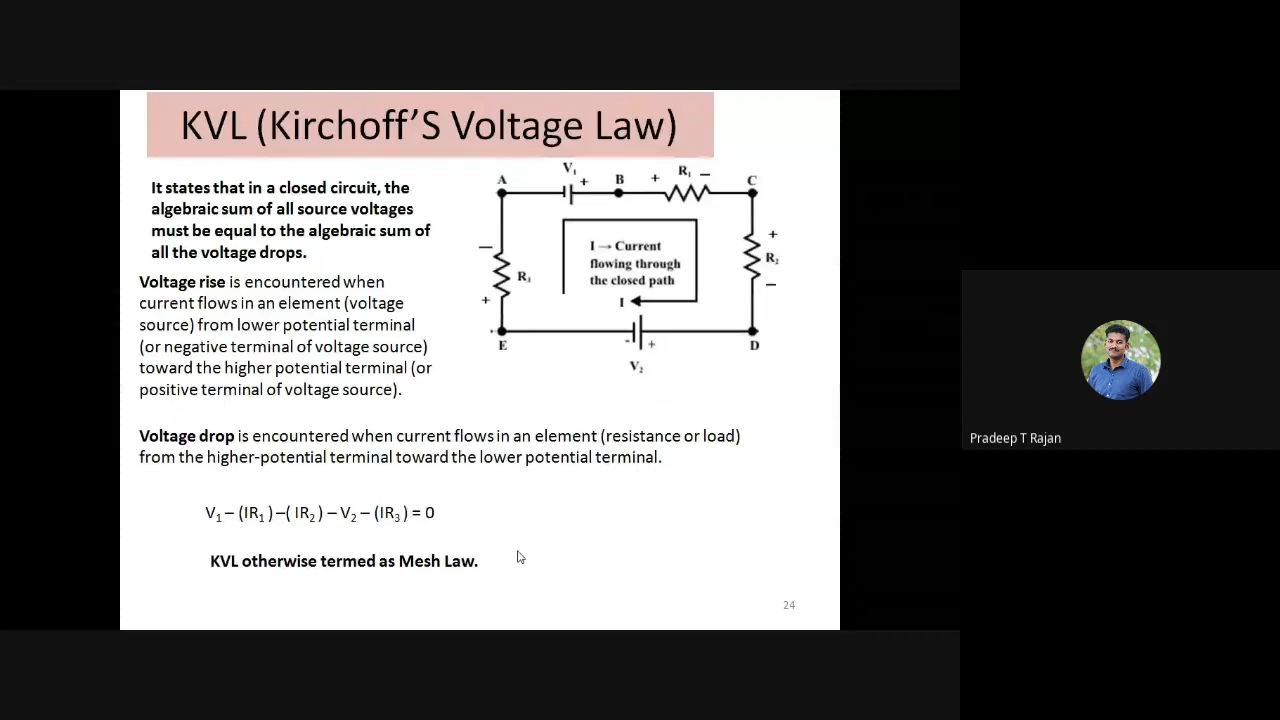 KVL (Kirchoff’S Voltage Law)
It states that in a closed circuit, the
algebraic sum of all source voltages
must be equal to the algebraic sum of
all the voltage drops.
Voltage rise is encountered when
current flows in an element (voltage
source) from lower potential terminal
(or negative terminal of voltage source)
toward the higher potential terminal (or
positive terminal of voltage source).
A
V₁
+
B
+
R₁
−
C
−
R₃
+
I → Current
flowing through
the closed path
I
+
R₂
−
E
-
+
V₂
D
Voltage drop is encountered when current flows in an element (resistance or load)
from the higher-potential terminal toward the lower potential terminal.
V₁ – (IR₁ ) –( IR₂ ) – V₂ – (IR₃ ) = 0
KVL otherwise termed as Mesh Law.
24
Pradeep T Rajan